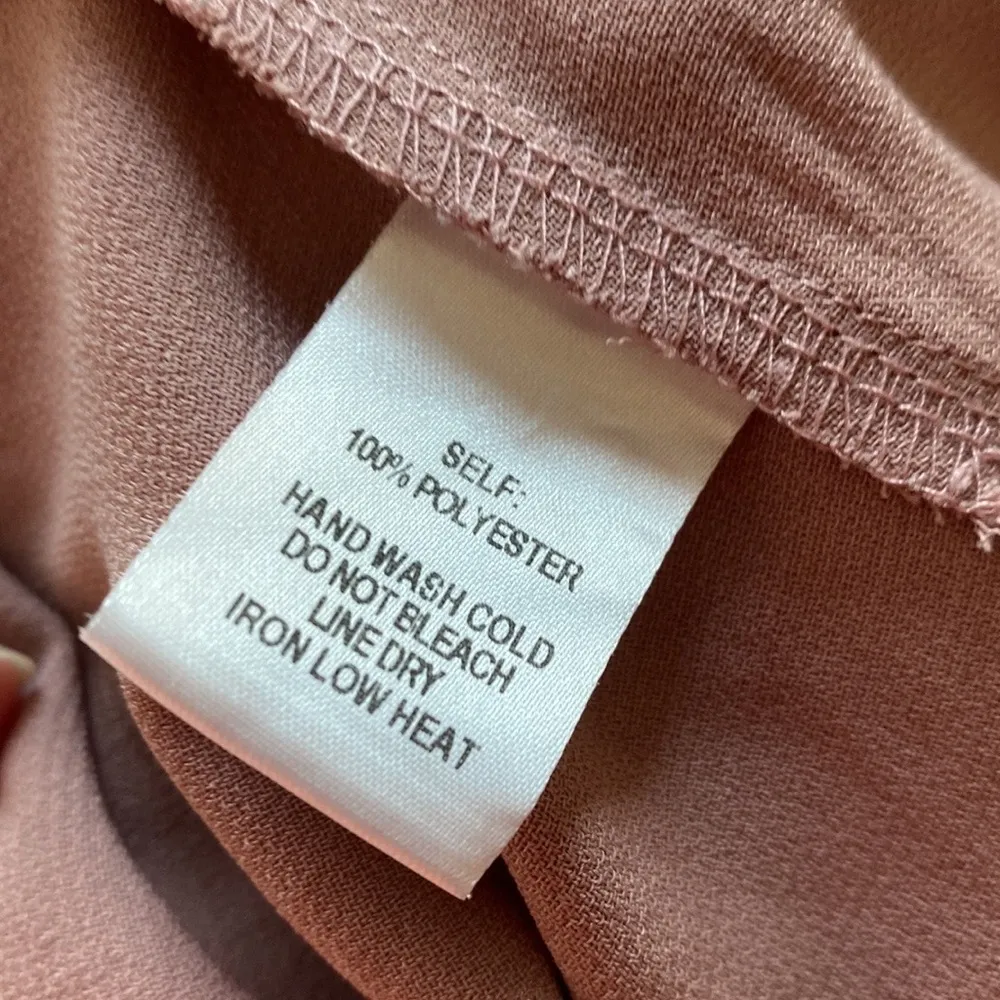 SELF:
100% POLYESTER
HAND WASH COLD
DO NOT BLEACH
LINE DRY
IRON LOW HEAT